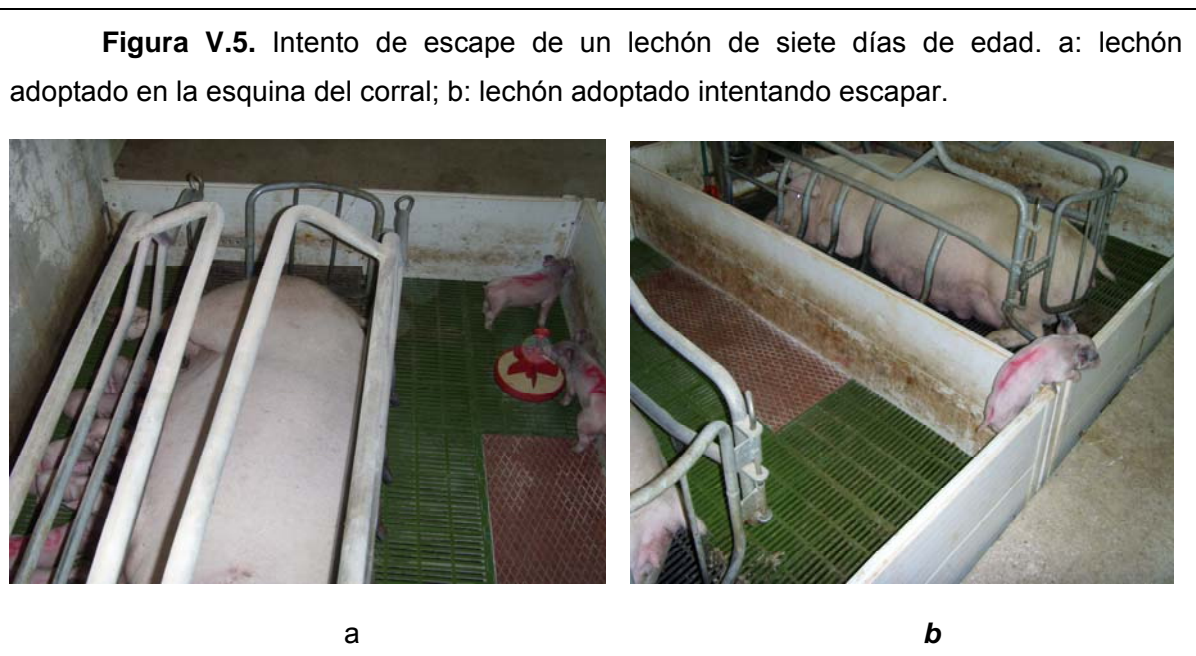 Figura V.5. Intento de escape de un lechón de siete días de edad. a: lechón
adoptado en la esquina del corral; b: lechón adoptado intentando escapar.
a
b